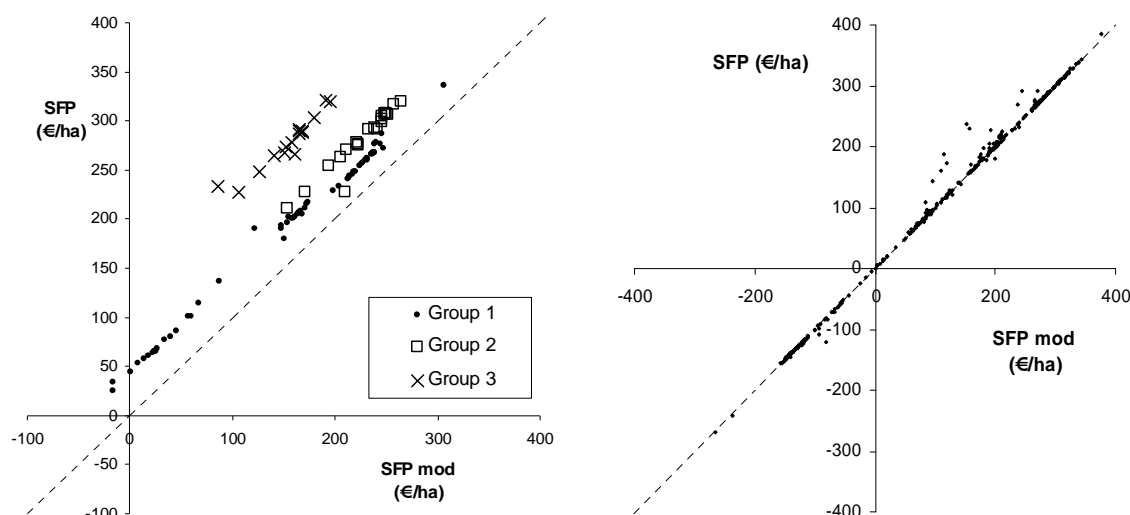 400
350
300
250
200
150
100
50
0
-50
-100
SFP
(€/ha)
-100 0 100 200 300 400
SFP mod
(€/ha)
Group 1
Group 2
Group 3
SFP (€/ha)
400
300
200
100
0
-100
-200
-300
-400
-400 -200 0 200 400
SFP mod
(€/ha)